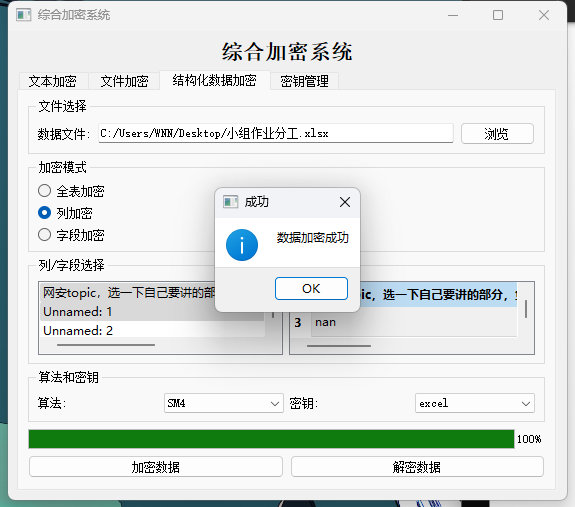 综合加密系统
综合加密系统
文本加密 文件加密 结构化数据加密 密钥管理
文件选择
数据文件: C:/Users/WNN/Desktop/小组作业分工.xlsx 浏览
加密模式
全表加密
列加密
字段加密
成功
数据加密成功
OK
列/字段选择
网安topic，选一下自己要讲的部
Unnamed: 1
Unnamed: 2
ic，选一下自己要讲的部分，
3 nan
算法和密钥
算法: SM4 密钥: excel
100%
加密数据 解密数据